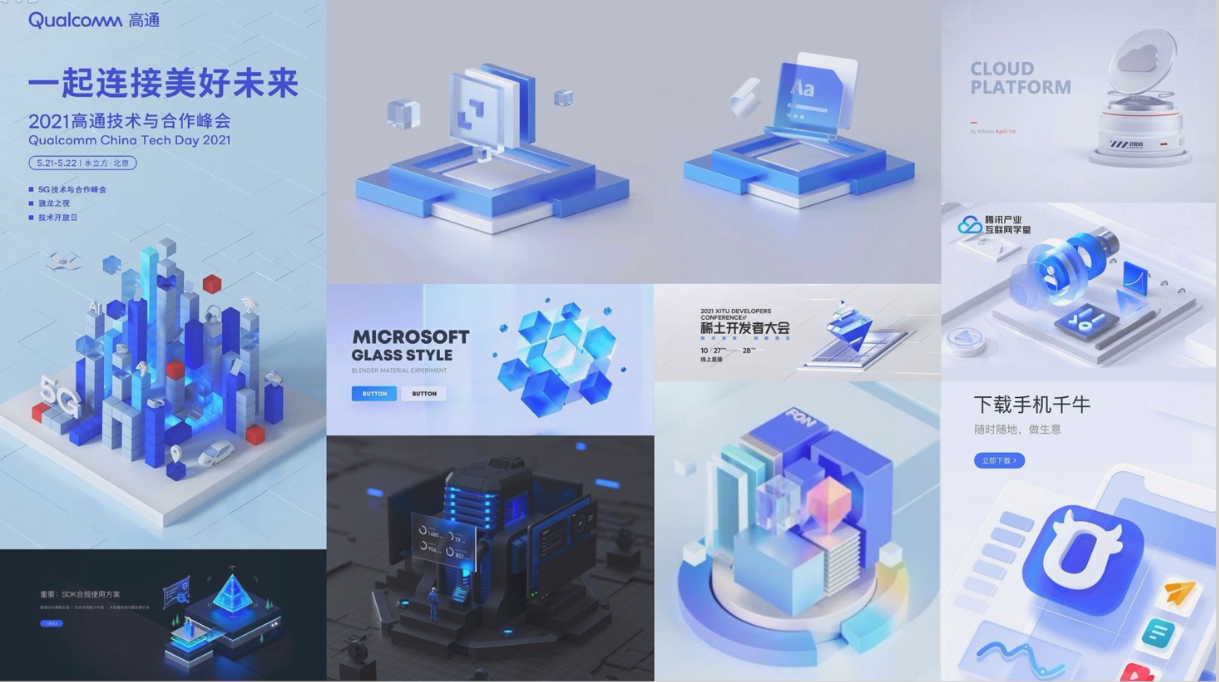 Qualcomm 高通
一起连接美好未来
2021高通技术与合作峰会
Qualcomm China Tech Day 2021
5.21-5.22 | 水立方·北京
5G技术与合作峰会
骁龙之夜
技术开放日
AI
5G
重要：SDK合规使用方案
Aa
MICROSOFT
GLASS STYLE
BLENDER MATERIAL EXPERIMENT
BUTTON
BUTTON
2021 XITU DEVELOPERS
CONFERENCE//
稀土开发者大会
10 / 27 28
线上直播
FON
CLOUD
PLATFORM
April 1st
腾讯产业
互联网学堂
下载手机千牛
随时随地，做生意
立即下载 >